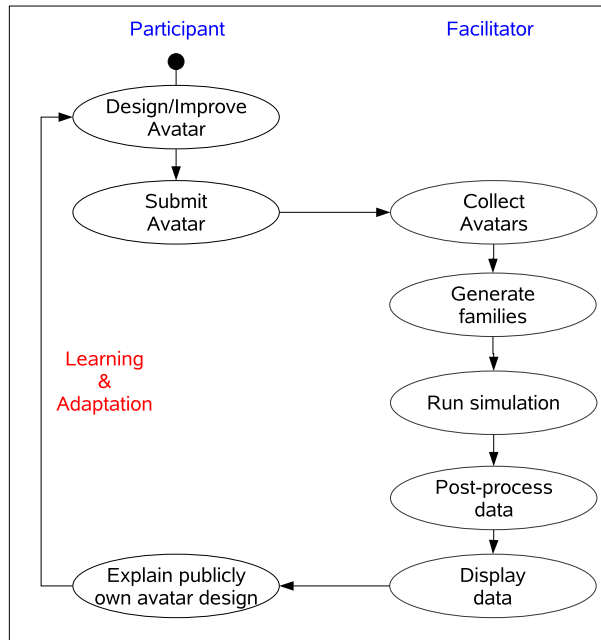 Participant
Facilitator
Design/Improve
Avatar
Submit
Avatar
Collect
Avatars
Generate
families
Learning
&
Adaptation
Run simulation
Post-process
data
Explain publicly
own avatar design
Display
data